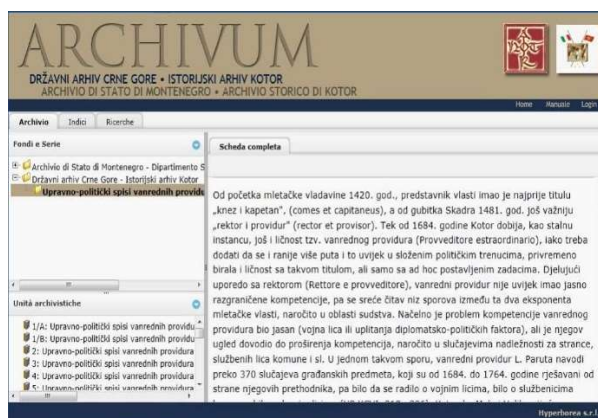 ARCHIVUM
DRŽAVNI ARHIV CRNE GORE • ISTORIJSKI ARHIV KOTOR
ARCHIVIO DI STATO DI MONTENEGRO • ARCHIVIO STORICO DI KOTOR
Home Manuale Login
Archivio Indici Ricerche
Fondi e Serie
Archivio di Stato di Montenegro - Dipartimento S
Državni arhiv Crne Gore - Istorijski arhiv Kotor
Upravno-politički spisi vanrednih providu
Unità archivistiche
1/A: Upravno-politički spisi vanrednih providu
1/B: Upravno-politički spisi vanrednih providu
2: Upravno-politički spisi vanrednih providura
3: Upravno-politički spisi vanrednih providura
4: Upravno-politički spisi vanrednih providura
5: Upravno-politički spisi vanrednih providura
Scheda completa
Od početka mletačke vladavine 1420. god., predstavnik vlasti imao je najprije titulu
„knez i kapetan", (comes et capitaneus), a od gubitka Skadra 1481. god. još važniju
„rektor i providur" (rector et provisor). Tek od 1684. godine Kotor dobija, kao stalnu
instancu, još i ličnost tzv. vanrednog providura (Provveditore estraordinario), iako treba
dodati da se i ranije više puta i to uvijek u složenim političkim trenucima, privremeno
birala i ličnost sa takvom titulom, ali samo sa ad hoc postavljenim zadacima. Djelujući
uporedo sa rektorom (Rettore e provveditore), vanredni providur nije uvijek imao jasno
razgraničene kompetencije, pa se sreće čitav niz sporova između ta dva eksponenta
mletačke vlasti, naročito u oblasti sudstva. Načelno je problem kompetencije vanrednog
providura bio jasan (vojna lica ili uplitanja diplomatsko-političkih faktora), ali je njegov
ugled dovodio do proširenja kompetencija, naročito u slučajevima nadležnosti za strance,
službenih lica komune i sl. U jednom takvom sporu, vanredni providur L. Paruta navodi
preko 370 slučajeva građanskih predmeta, koji su od 1684. do 1764. godine rješavani od
strane njegovih prethodnika, pa bilo da se radilo o vojnim licima, bilo o službenicima
Hyperborea s.r.l.